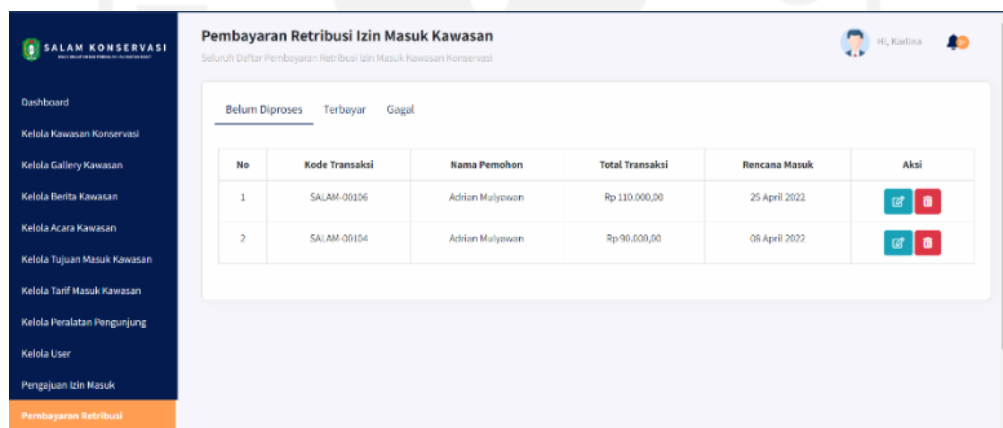 SALAM KONSERVASI
Dashboard
Kelola Kawasan Konservasi
Kelola Gallery Kawasan
Kelola Berita Kawasan
Kelola Acara Kawasan
Kelola Tujuan Masuk Kawasan
Kelola Tarif Masuk Kawasan
Kelola Peralatan Pengunjung
Kelola User
Pengajuan Izin Masuk
Pembayaran Retribusi
Pembayaran Retribusi Izin Masuk Kawasan
Seluruh Daftar Pembayaran Retribusi Izin Masuk Kawasan Konservasi
Hi, Karlina
Belum Diproses Terbayar Gagal
No Kode Transaksi Nama Pemohon Total Transaksi Rencana Masuk Aksi
1 SALAM-00106 Adrian Mulyawan Rp 110.000,00 25 April 2022
2 SALAM-00104 Adrian Mulyawan Rp 90.000,00 08 April 2022